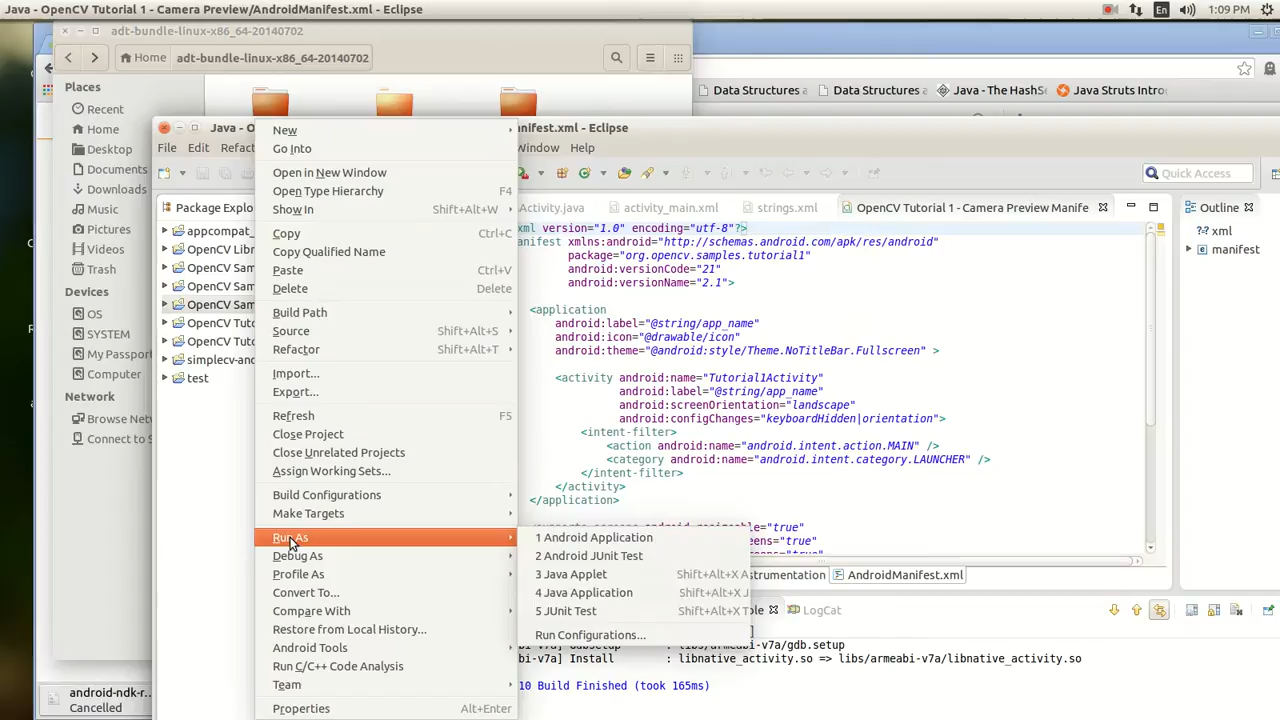 Java - OpenCV Tutorial 1 - Camera Preview/AndroidManifest.xml - Eclipse
En
1:09 PM
adt-bundle-linux-x86_64-20140702
Home
adt-bundle-linux-x86_64-20140702
Data Structures
Data Structures
Java - The HashSe
Java Struts Intro
Places
Recent
Home
Desktop
Documents
Downloads
Music
Pictures
Videos
Trash
Devices
OS
SYSTEM
My Passpor
Computer
Network
Browse Net
Connect to S
android-ndk-r...
Cancelled
Java - O
nifest.xml - Eclipse
File Edit Refact
Window Help
Quick Access
Package Explo
appcompat_
OpenCV Libr
OpenCV Sam
OpenCV Sam
OpenCV Sam
OpenCV Tuto
OpenCV Tuto
simplecv-and
test
New
Go Into
Open in New Window
Open Type Hierarchy F4
Show In Shift+Alt+W
Copy Ctrl+C
Copy Qualified Name
Paste Ctrl+V
Delete Delete
Build Path
Source Shift+Alt+S
Refactor Shift+Alt+T
Import...
Export...
Refresh F5
Close Project
Close Unrelated Projects
Assign Working Sets...
Build Configurations
Make Targets
Run As
Debug As
Profile As
Convert To...
Compare With
Restore from Local History...
Android Tools
Run C/C++ Code Analysis
Team
Properties Alt+Enter
1 Android Application
2 Android JUnit Test
3 Java Applet Shift+Alt+X A
4 Java Application Shift+Alt+X J
5 JUnit Test Shift+Alt+X T
Run Configurations...
Activity.java
activity_main.xml
strings.xml
OpenCV Tutorial 1 - Camera Preview Manife
xml version="1.0" encoding="utf-8"?>
anifest xmlns:android="http://schemas.android.com/apk/res/android"
package="org.opencv.samples.tutorial1"
android:versionCode="21"
android:versionName="2.1">
<application
android:label="@string/app_name"
android:icon="@drawable/icon"
android:theme="@android:style/Theme.NoTitleBar.Fullscreen" >
<activity android:name="Tutorial1Activity"
android:label="@string/app_name"
android:screenOrientation="landscape"
android:configChanges="keyboardHidden|orientation">
<intent-filter>
<action android:name="android.intent.action.MAIN" />
<category android:name="android.intent.category.LAUNCHER" />
</intent-filter>
</activity>
</application>
"true"
eens="true"
strumentation
AndroidManifest.xml
Outline
xml
manifest
LogCat
: libs/armeabi-v7a/gdb.setup
bi-v7a] Install : libnative_activity.so => libs/armeabi-v7a/libnative_activity.so
10 Build Finished (took 165ms)